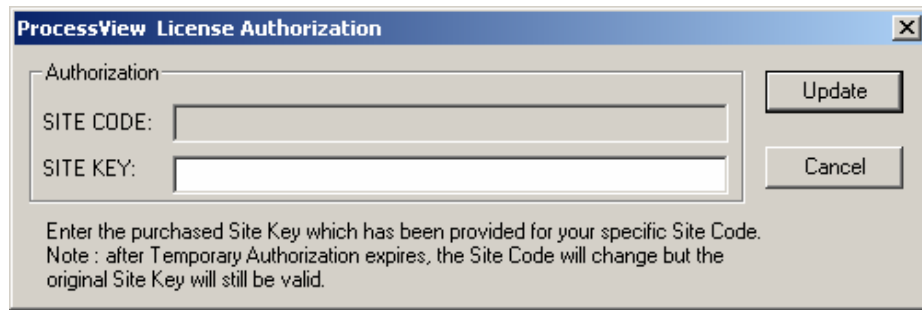 ProcessView License Authorization
Authorization
SITE CODE:
Update
SITE KEY:
Cancel
Enter the purchased Site Key which has been provided for your specific Site Code.
Note : after Temporary Authorization expires, the Site Code will change but the
original Site Key will still be valid.